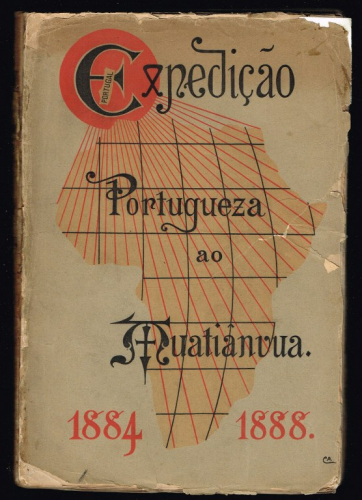 Expedição
PORTUGAL
Portugueza
ao
Muatiânvua.
1884 1888.